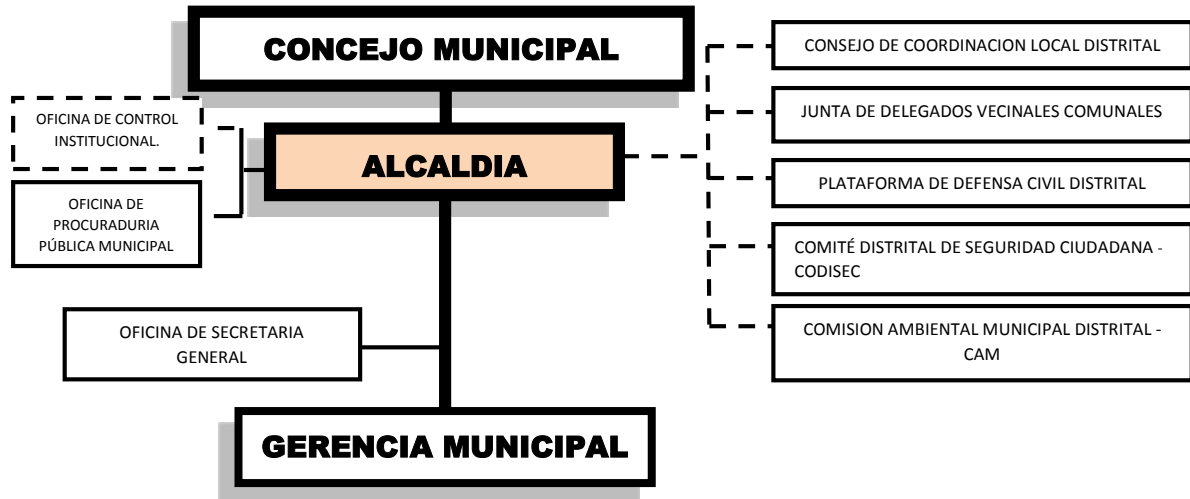 CONCEJO MUNICIPAL
CONSEJO DE COORDINACION LOCAL DISTRITAL
OFICINA DE CONTROL
INSTITUCIONAL.
JUNTA DE DELEGADOS VECINALES COMUNALES
ALCALDIA
PLATAFORMA DE DEFENSA CIVIL DISTRITAL
OFICINA DE
PROCURADURIA
PÚBLICA MUNICIPAL
COMITÉ DISTRITAL DE SEGURIDAD CIUDADANA -
CODISEC
OFICINA DE SECRETARIA
GENERAL
COMISION AMBIENTAL MUNICIPAL DISTRITAL -
CAM
GERENCIA MUNICIPAL